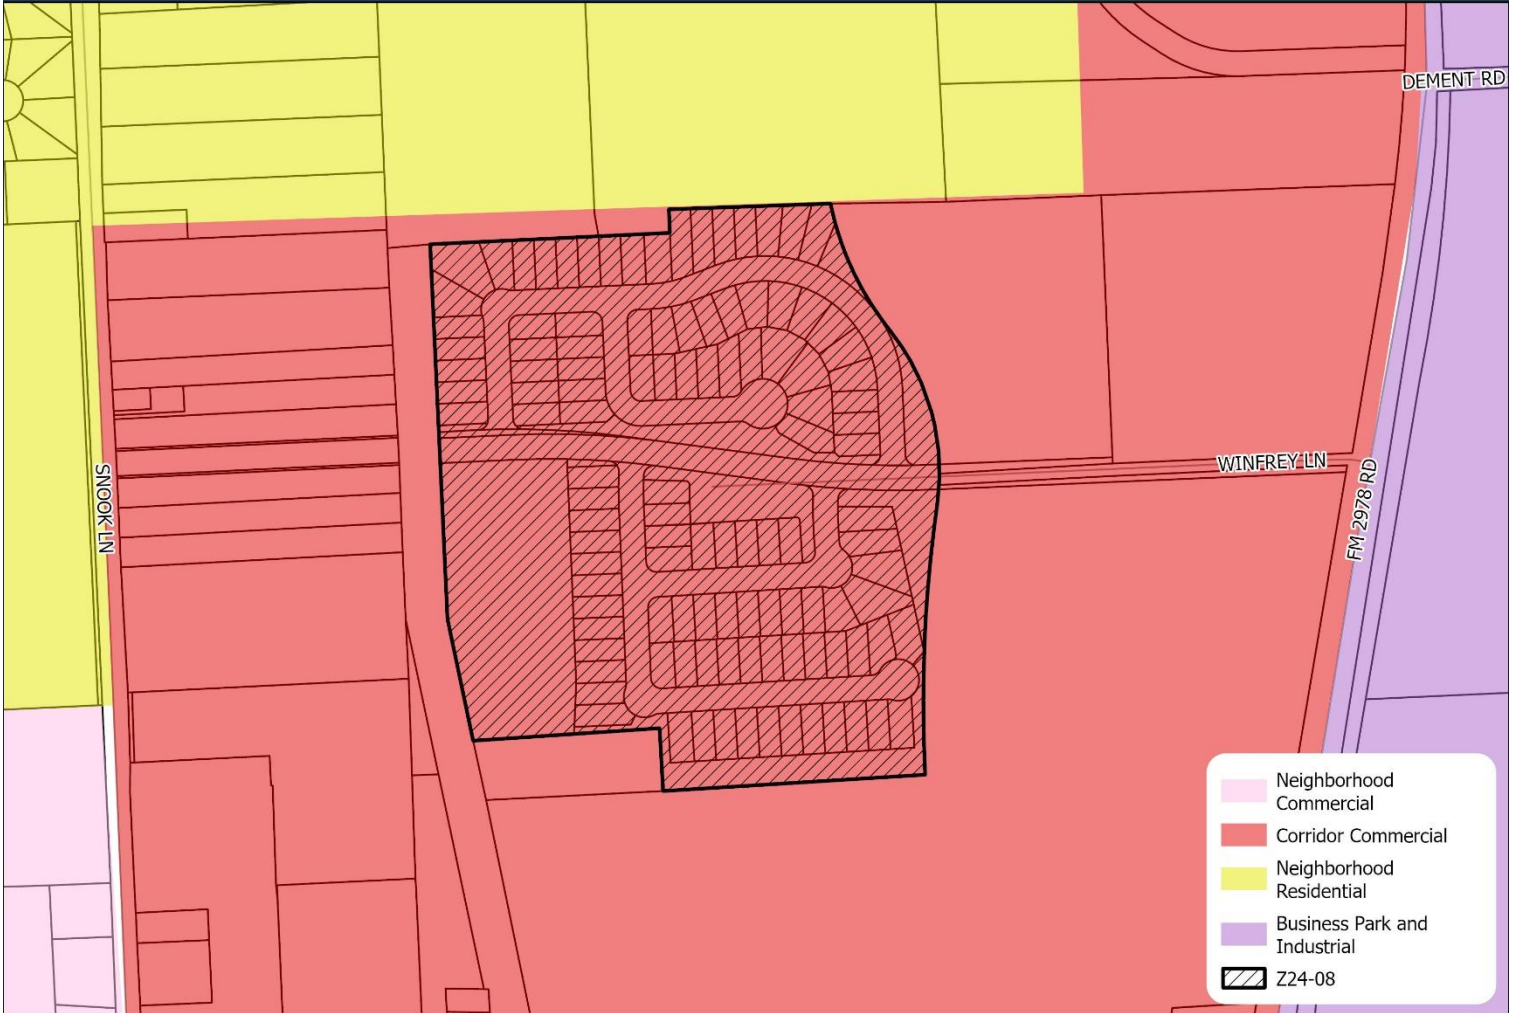 DEMENT RD
WINFREY LN
SNOOK LN
FM 2978 RD
Neighborhood
Commercial
Corridor Commercial
Neighborhood
Residential
Business Park and
Industrial
Z24-08